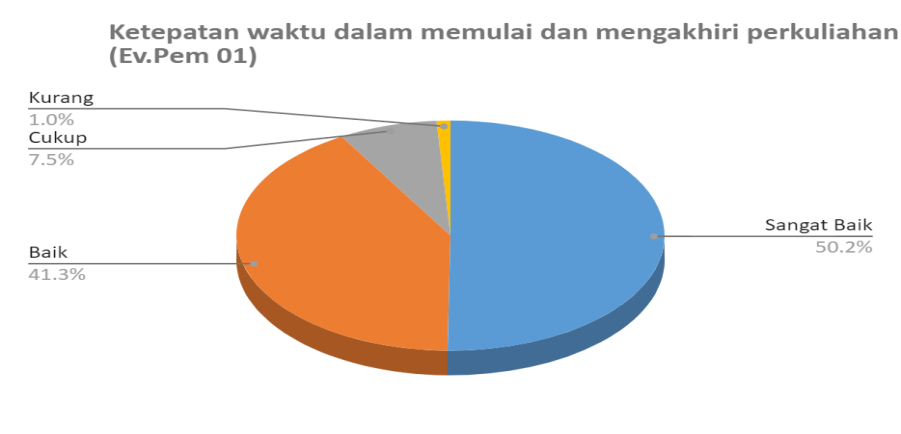 Ketepatan waktu dalam memulai dan mengakhiri perkuliahan
(Ev.Pem 01)
Kurang
1.0%
Cukup
7.5%
Baik
41.3%
Sangat Baik
50.2%